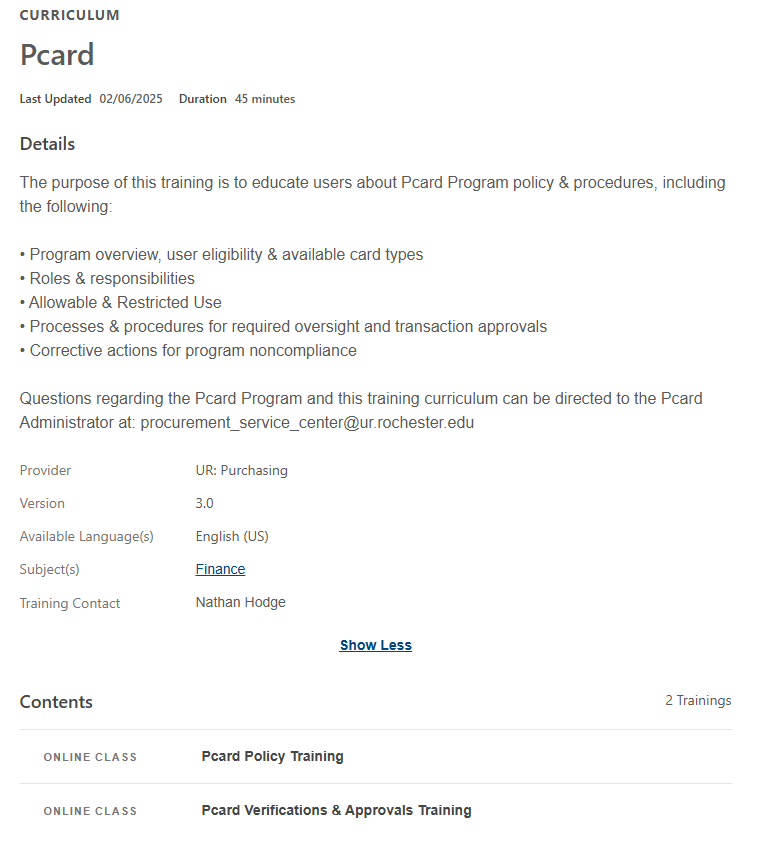 CURRICULUM
Pcard
Last Updated 02/06/2025 Duration 45 minutes
Details
The purpose of this training is to educate users about Pcard Program policy & procedures, including
the following:
• Program overview, user eligibility & available card types
• Roles & responsibilities
• Allowable & Restricted Use
• Processes & procedures for required oversight and transaction approvals
• Corrective actions for program noncompliance
Questions regarding the Pcard Program and this training curriculum can be directed to the Pcard
Administrator at: procurement_service_center@ur.rochester.edu
Provider UR: Purchasing
Version 3.0
Available Language(s) English (US)
Subject(s) Finance
Training Contact Nathan Hodge
Show Less
Contents 2 Trainings
ONLINE CLASS Pcard Policy Training
ONLINE CLASS Pcard Verifications & Approvals Training